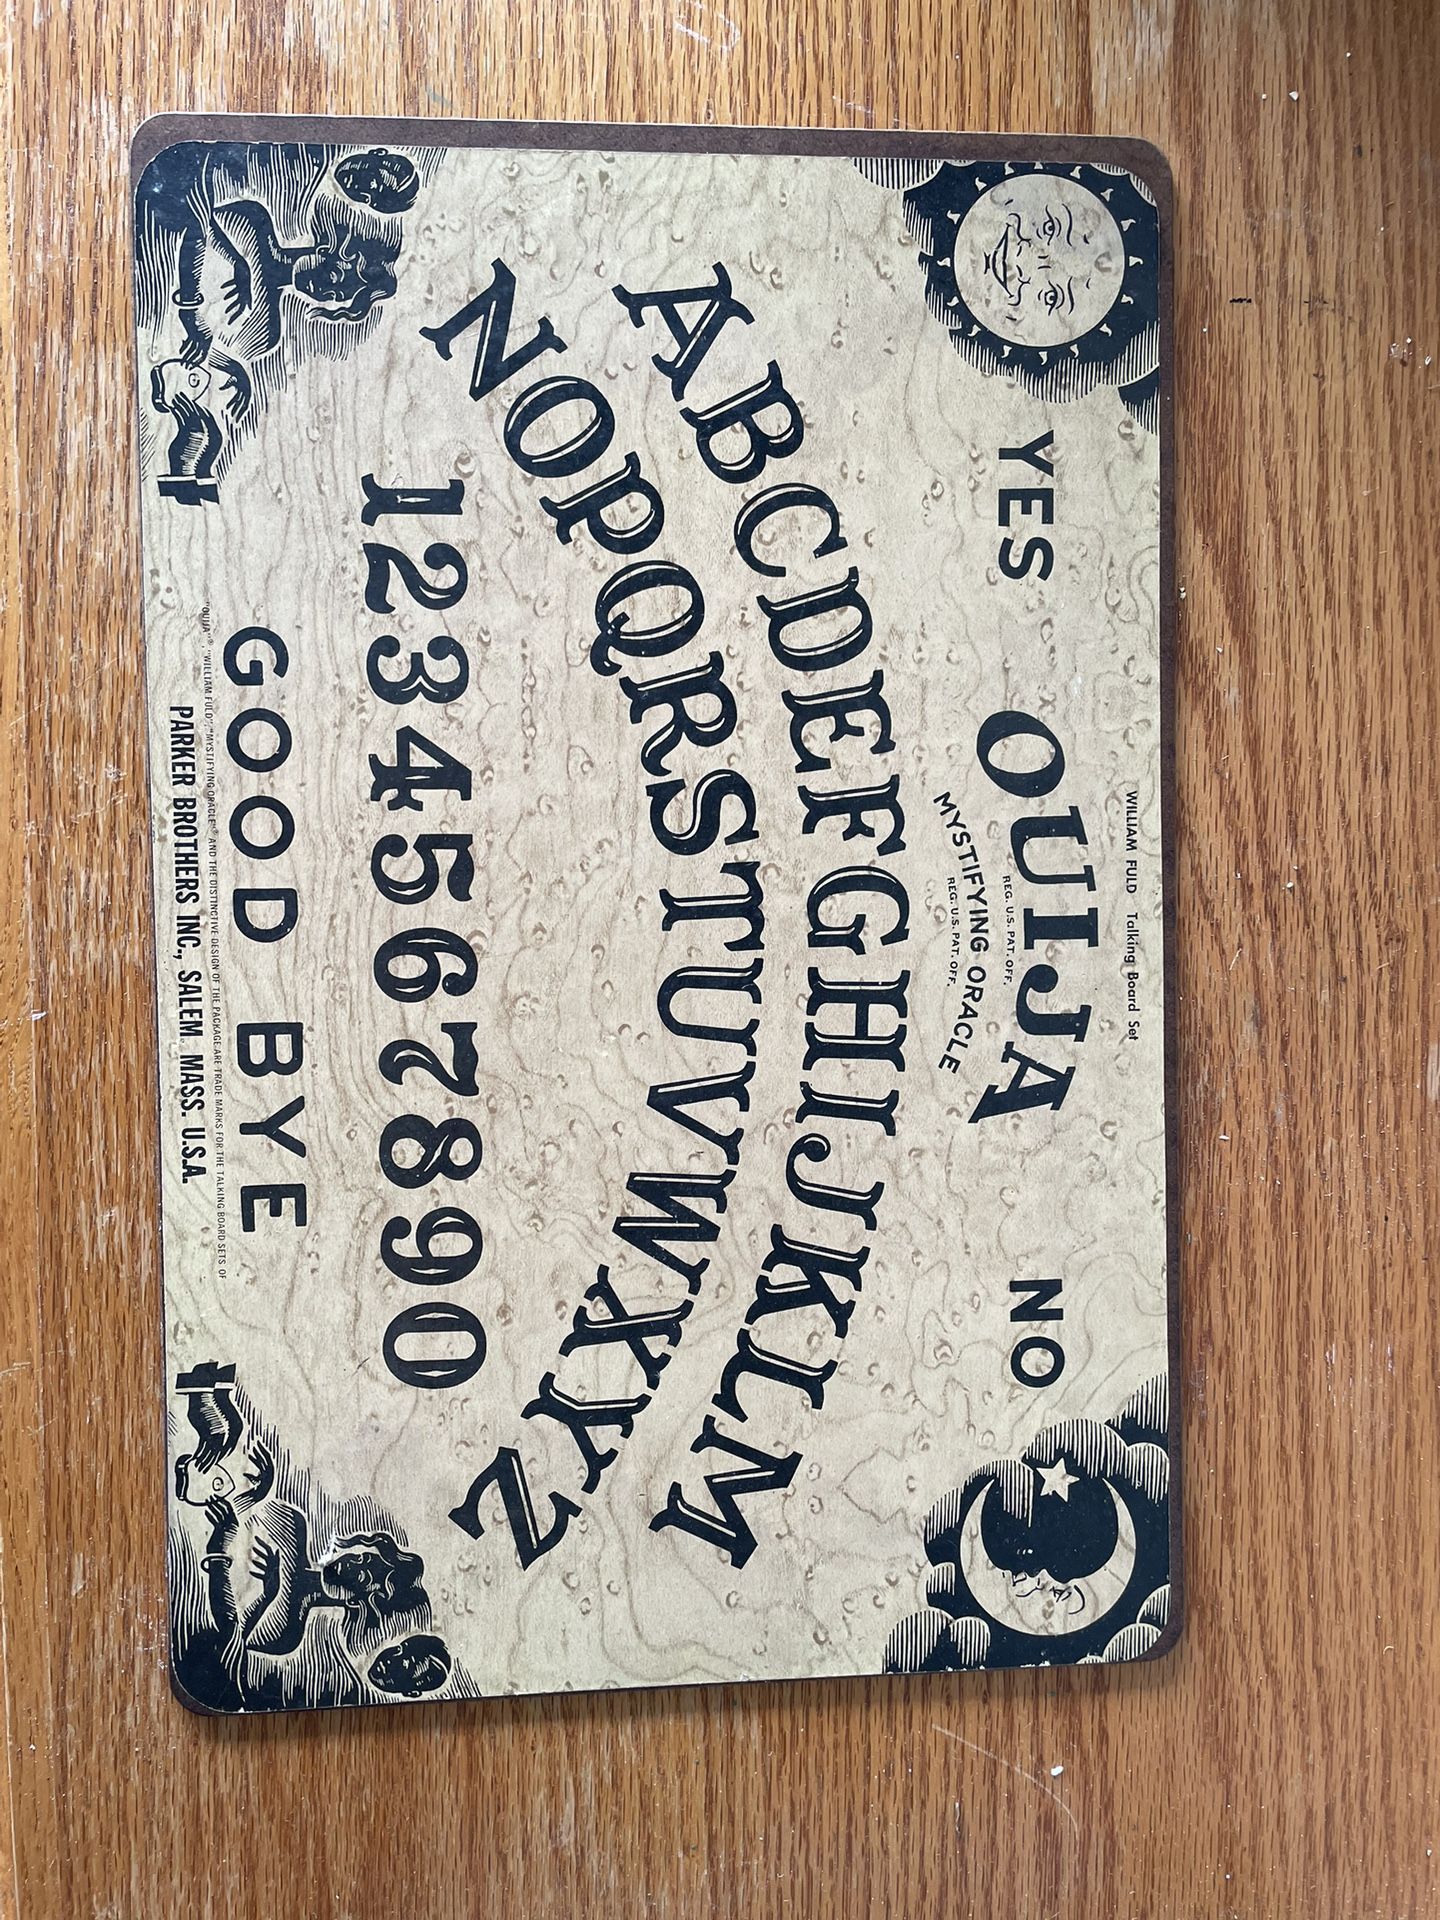 WILLIAM FULD Talking Board Set
OUIJA
REG. U.S. PAT. OFF.
YES NO
MYSTIFYING ORACLE
REG. U.S. PAT. OFF.
ABCDEFGHIJKLM
NOPQRSTUVWXYZ
1234567890
GOOD BYE
"OUIJA"®, "WILLIAM FULD", "MYSTIFYING ORACLE"® AND THE DISTINCTIVE DESIGN OF THE PACKAGE ARE TRADE MARKS FOR THE TALKING BOARD SETS OF
PARKER BROTHERS INC., SALEM, MASS. U.S.A.